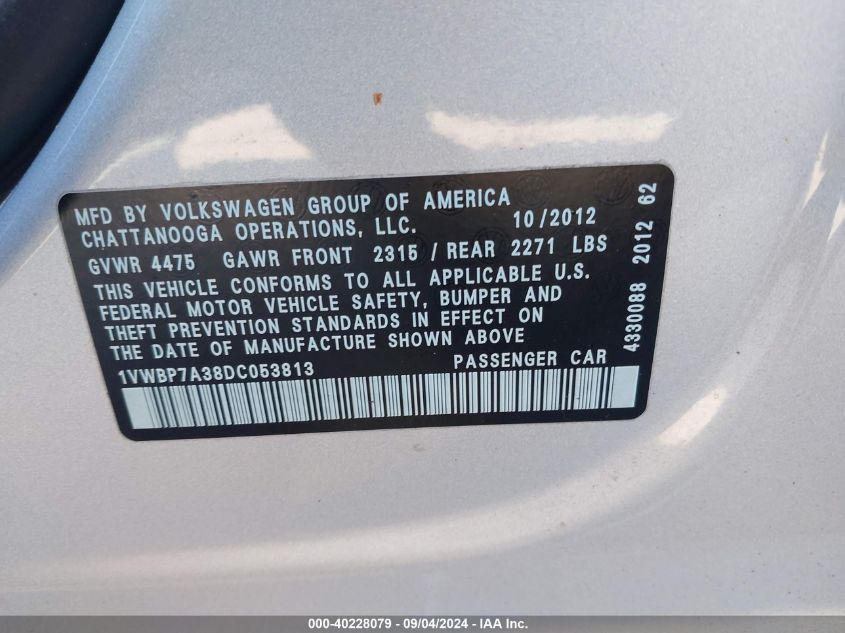 MFD BY VOLKSWAGEN GROUP OF AMERICA
CHATTANOOGA OPERATIONS, LLC. 10/2012
GVWR 4475 GAWR FRONT 2315 / REAR 2271 LBS
THIS VEHICLE CONFORMS TO ALL APPLICABLE U.S.
FEDERAL MOTOR VEHICLE SAFETY, BUMPER AND
THEFT PREVENTION STANDARDS IN EFFECT ON
THE DATE OF MANUFACTURE SHOWN ABOVE
1VWBP7A38DC053813 PASSENGER CAR
4330088 2012 62
000-40228079 - 09/04/2024 - IAA Inc.